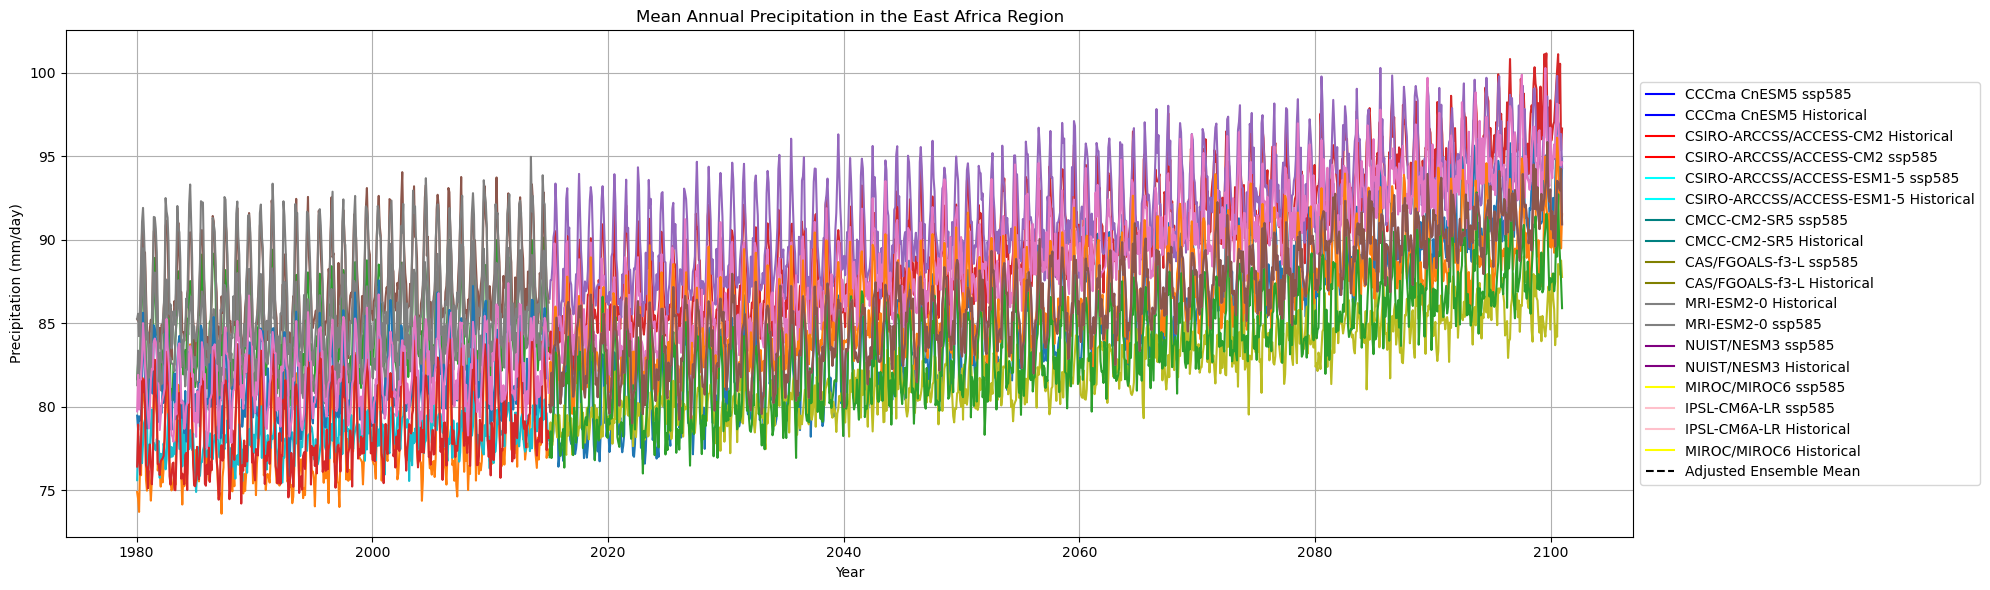 Mean Annual Precipitation in the East Africa Region
Precipitation (mm/day)
100
95
90
85
80
75
1980
2000
2020
2040
2060
2080
2100
Year
CCCma CnESM5 ssp585
CCCma CnESM5 Historical
CSIRO-ARCCSS/ACCESS-CM2 Historical
CSIRO-ARCCSS/ACCESS-CM2 ssp585
CSIRO-ARCCSS/ACCESS-ESM1-5 ssp585
CSIRO-ARCCSS/ACCESS-ESM1-5 Historical
CMCC-CM2-SR5 ssp585
CMCC-CM2-SR5 Historical
CAS/FGOALS-f3-L ssp585
CAS/FGOALS-f3-L Historical
MRI-ESM2-0 Historical
MRI-ESM2-0 ssp585
NUIST/NESM3 ssp585
NUIST/NESM3 Historical
MIROC/MIROC6 ssp585
IPSL-CM6A-LR ssp585
IPSL-CM6A-LR Historical
MIROC/MIROC6 Historical
Adjusted Ensemble Mean